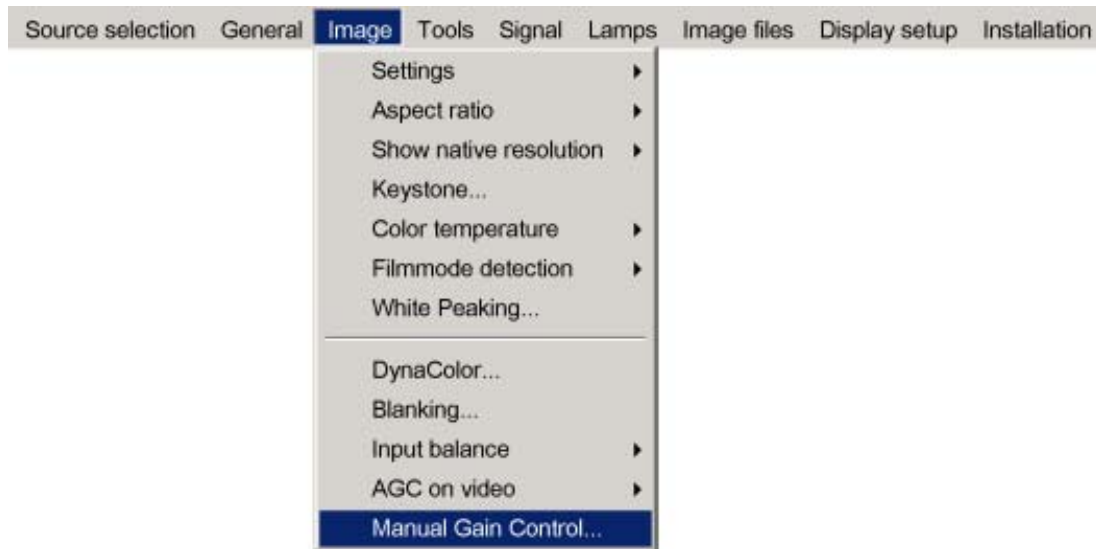 Source selection General Image Tools Signal Lamps Image files Display setup Installation
Settings
Aspect ratio
Show native resolution
Keystone...
Color temperature
Filmmode detection
White Peaking...
DynaColor...
Blanking...
Input balance
AGC on video
Manual Gain Control...